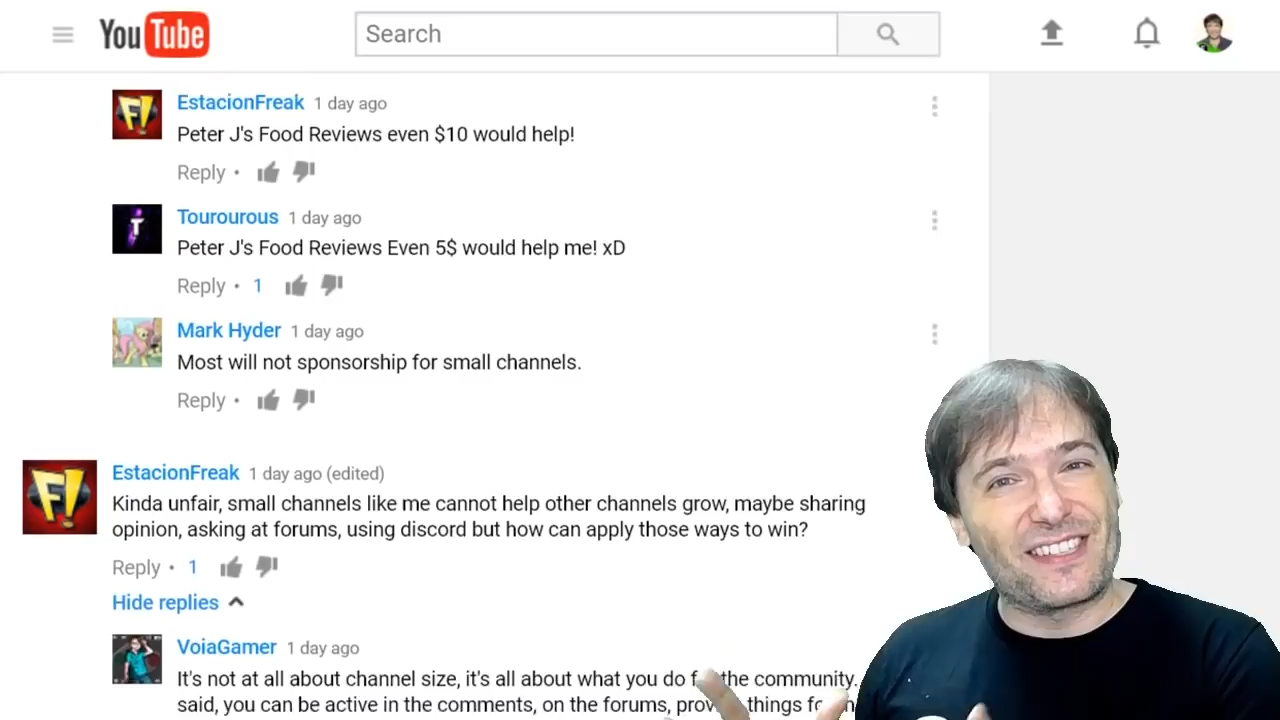 YouTube
Search
EstacionFreak 1 day ago
Peter J's Food Reviews even $10 would help!
Reply •
Tourourous 1 day ago
Peter J's Food Reviews Even 5$ would help me! xD
Reply • 1
Mark Hyder 1 day ago
Most will not sponsorship for small channels.
Reply •
EstacionFreak 1 day ago (edited)
Kinda unfair, small channels like me cannot help other channels grow, maybe sharing
opinion, asking at forums, using discord but how can apply those ways to win?
Reply • 1
Hide replies
VoiaGamer 1 day ago
It's not at all about channel size, it's all about what you do the community.
said, you can be active in the comments, on the forums, things